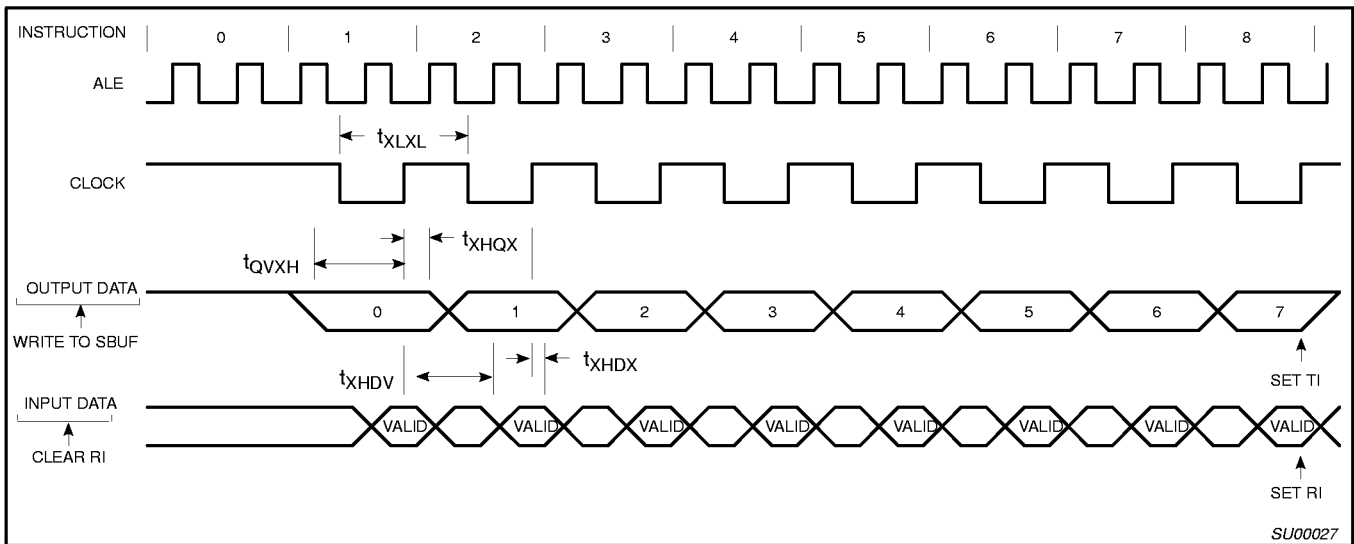 INSTRUCTION 0 1 2 3 4 5 6 7 8
ALE
tXLXL
CLOCK
tXHQX
tQVXH
OUTPUT DATA 0 1 2 3 4 5 6 7
WRITE TO SBUF
tXHDX
tXHDV
SET TI
INPUT DATA VALID VALID VALID VALID VALID VALID VALID VALID
CLEAR RI
SET RI
SU00027